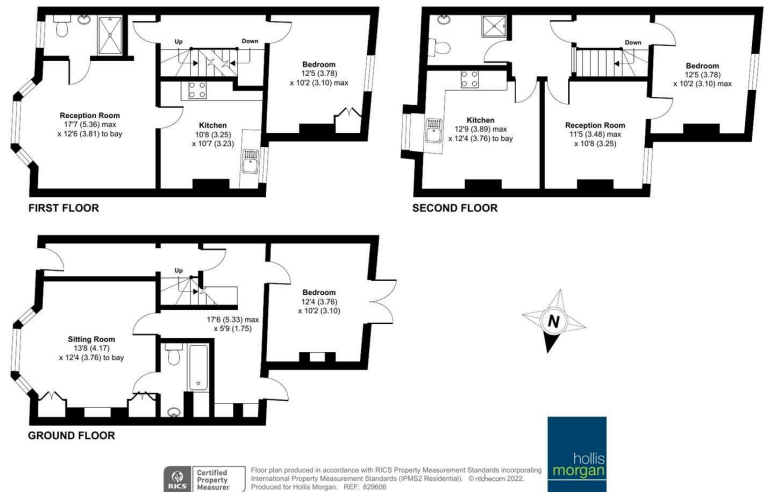 Up
Down
Bedroom
12'5 (3.78)
x 10'2 (3.10) max
Reception Room
17'7 (5.36) max
x 12'6 (3.81) to bay
Kitchen
10'8 (3.25)
x 10'7 (3.23)
FIRST FLOOR
Down
Bedroom
12'5 (3.78)
x 10'2 (3.10) max
Kitchen
12'9 (3.89) max
x 12'4 (3.76) to bay
Reception Room
11'5 (3.48) max
x 10'8 (3.25)
SECOND FLOOR
Up
Bedroom
12'4 (3.76)
x 10'2 (3.10)
17'6 (5.33) max
x 5'9 (1.75)
Sitting Room
13'8 (4.17)
x 12'4 (3.76) to bay
GROUND FLOOR
N
hollis
morgan
RICS
Certified
Property
Measurer
Floor plan produced in accordance with RICS Property Measurement Standards incorporating
International Property Measurement Standards (IPMS2 Residential). © nichecom 2022.
Produced for Hollis Morgan. REF: 829606